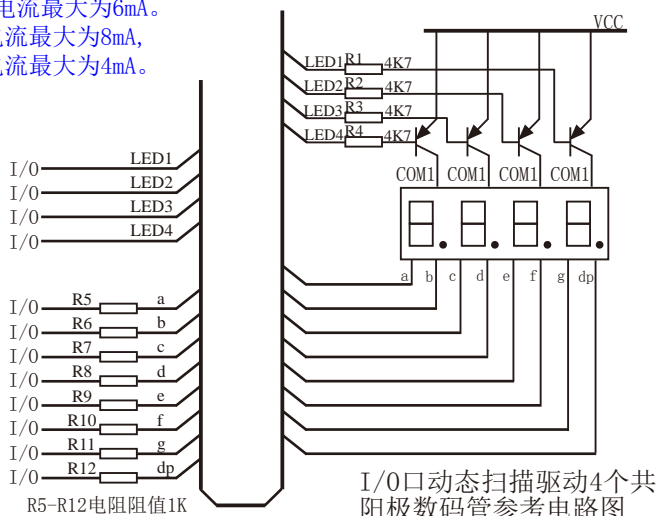 电流最大为6mA。
流最大为8mA,
流最大为4mA。
VCC
LED1 R1 4K7
LED2 R2 4K7
LED3 R3 4K7
LED4 R4 4K7
COM1 COM1 COM1 COM1
I/O LED1
I/O LED2
I/O LED3
I/O LED4
a b c d e f g dp
I/O R5 a
I/O R6 b
I/O R7 c
I/O R8 d
I/O R9 e
I/O R10 f
I/O R11 g
I/O R12 dp
R5-R12电阻阻值1K
I/O口动态扫描驱动4个共
阳极数码管参考电路图